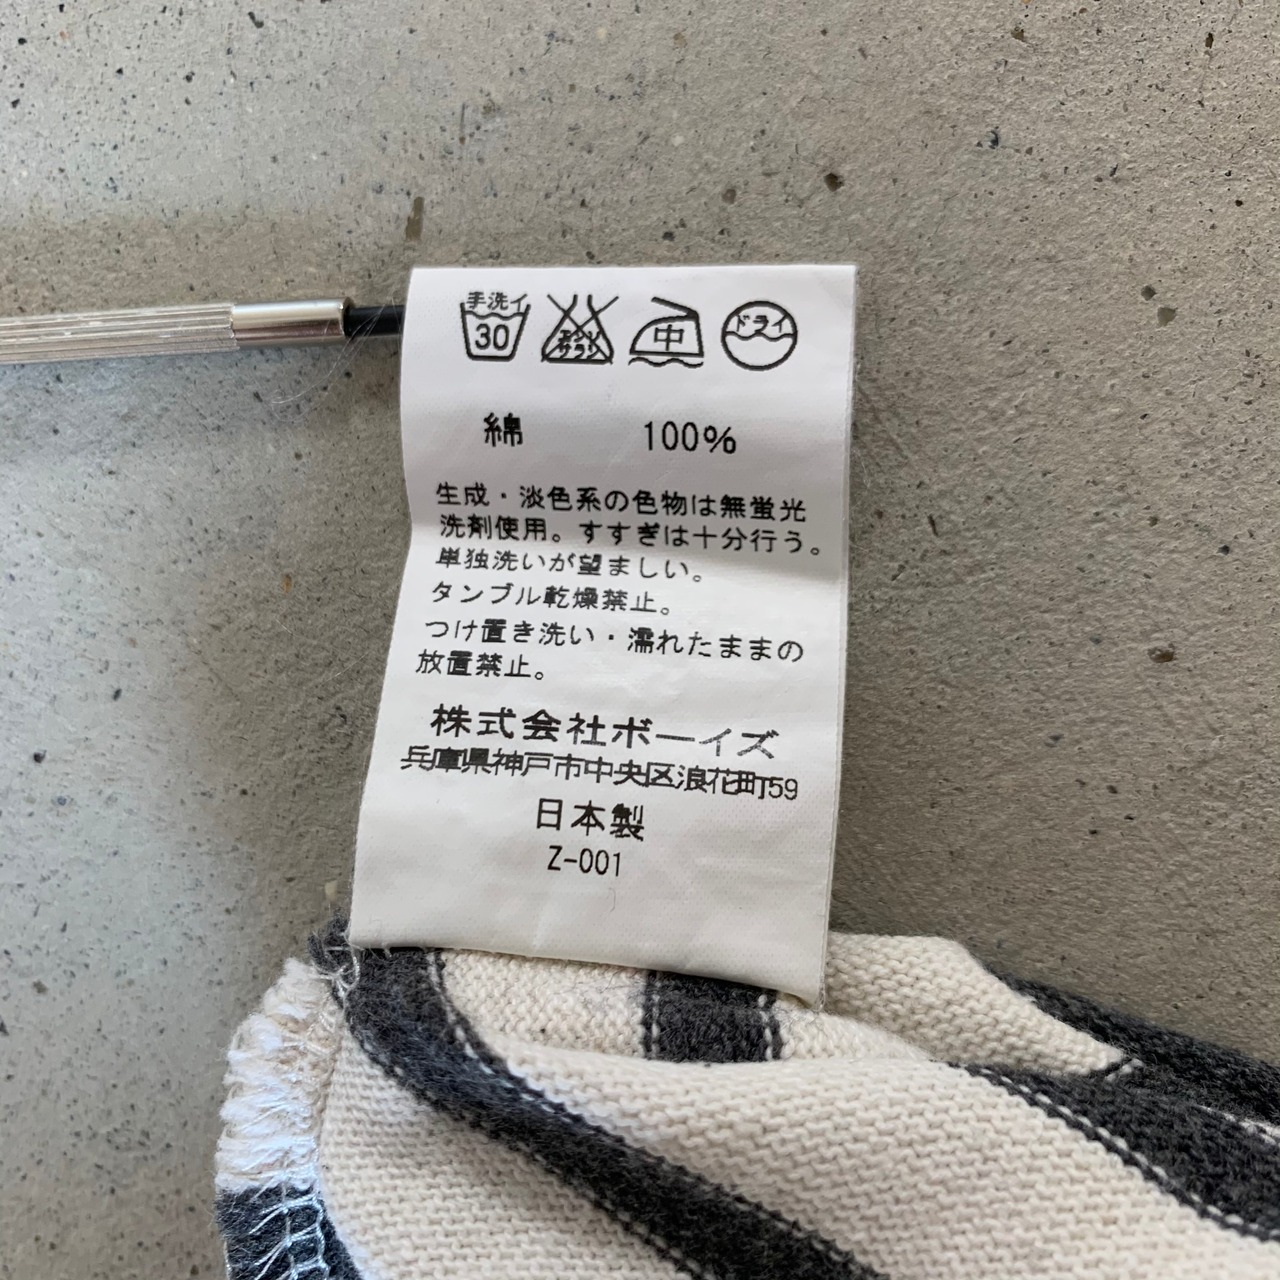 手洗イ 30 エンソサラシ 中 ドライ
綿 100%
生成・淡色系の色物は無蛍光
洗剤使用。すすぎは十分行う。
単独洗いが望ましい。
タンブル乾燥禁止。
つけ置き洗い・濡れたままの
放置禁止。
株式会社ボーイズ
兵庫県神戸市中央区浪花町59
日本製
Z-001